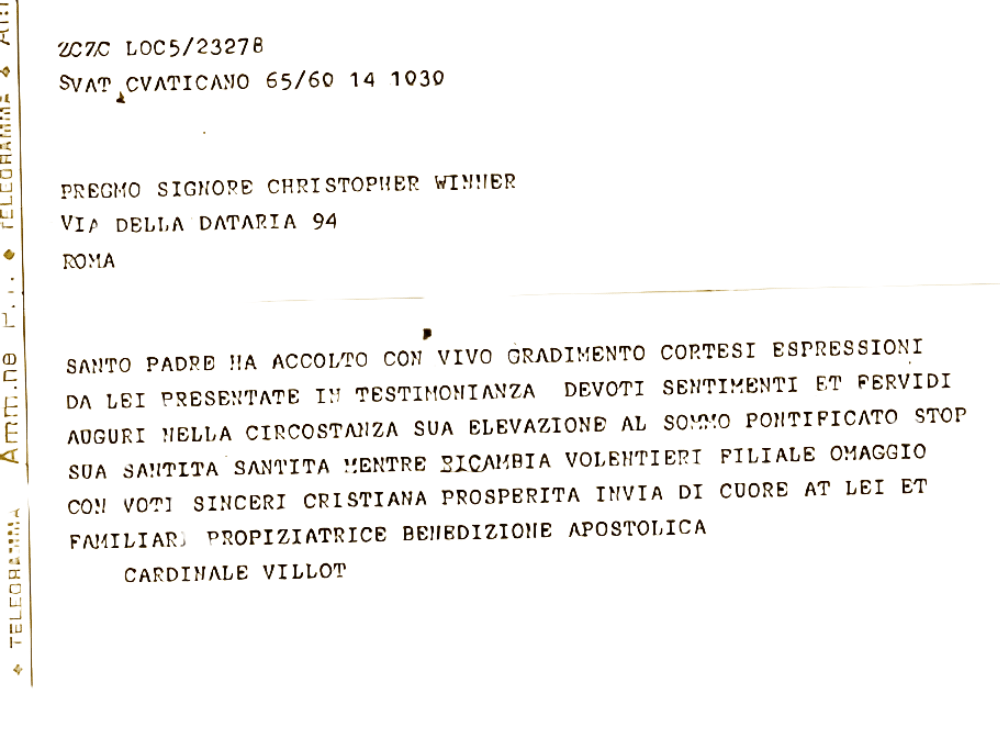 ZCZC LOC5/23278
SVAT CVATICANO 65/60 14 1030
PREGMO SIGNORE CHRISTOPHER WINNER
VIA DELLA DATARIA 94
ROMA
SANTO PADRE HA ACCOLTO CON VIVO GRADIMENTO CORTESI ESPRESSIONI
DA LEI PRESENTATE IN TESTIMONIANZA DEVOTI SENTIMENTI ET FERVIDI
AUGURI NELLA CIRCOSTANZA SUA ELEVAZIONE AL SOMMO PONTIFICATO STOP
SUA SANTITA SANTITA MENTRE RICAMBIA VOLENTIERI FILIALE OMAGGIO
CON VOTI SINCERI CRISTIANA PROSPERITA INVIA DI CUORE AT LEI ET
FAMILIARI PROPIZIATRICE BENEDIZIONE APOSTOLICA
CARDINALE VILLOT
TELEGRAMMA Amm.ne P.T. TELEGRAMMA